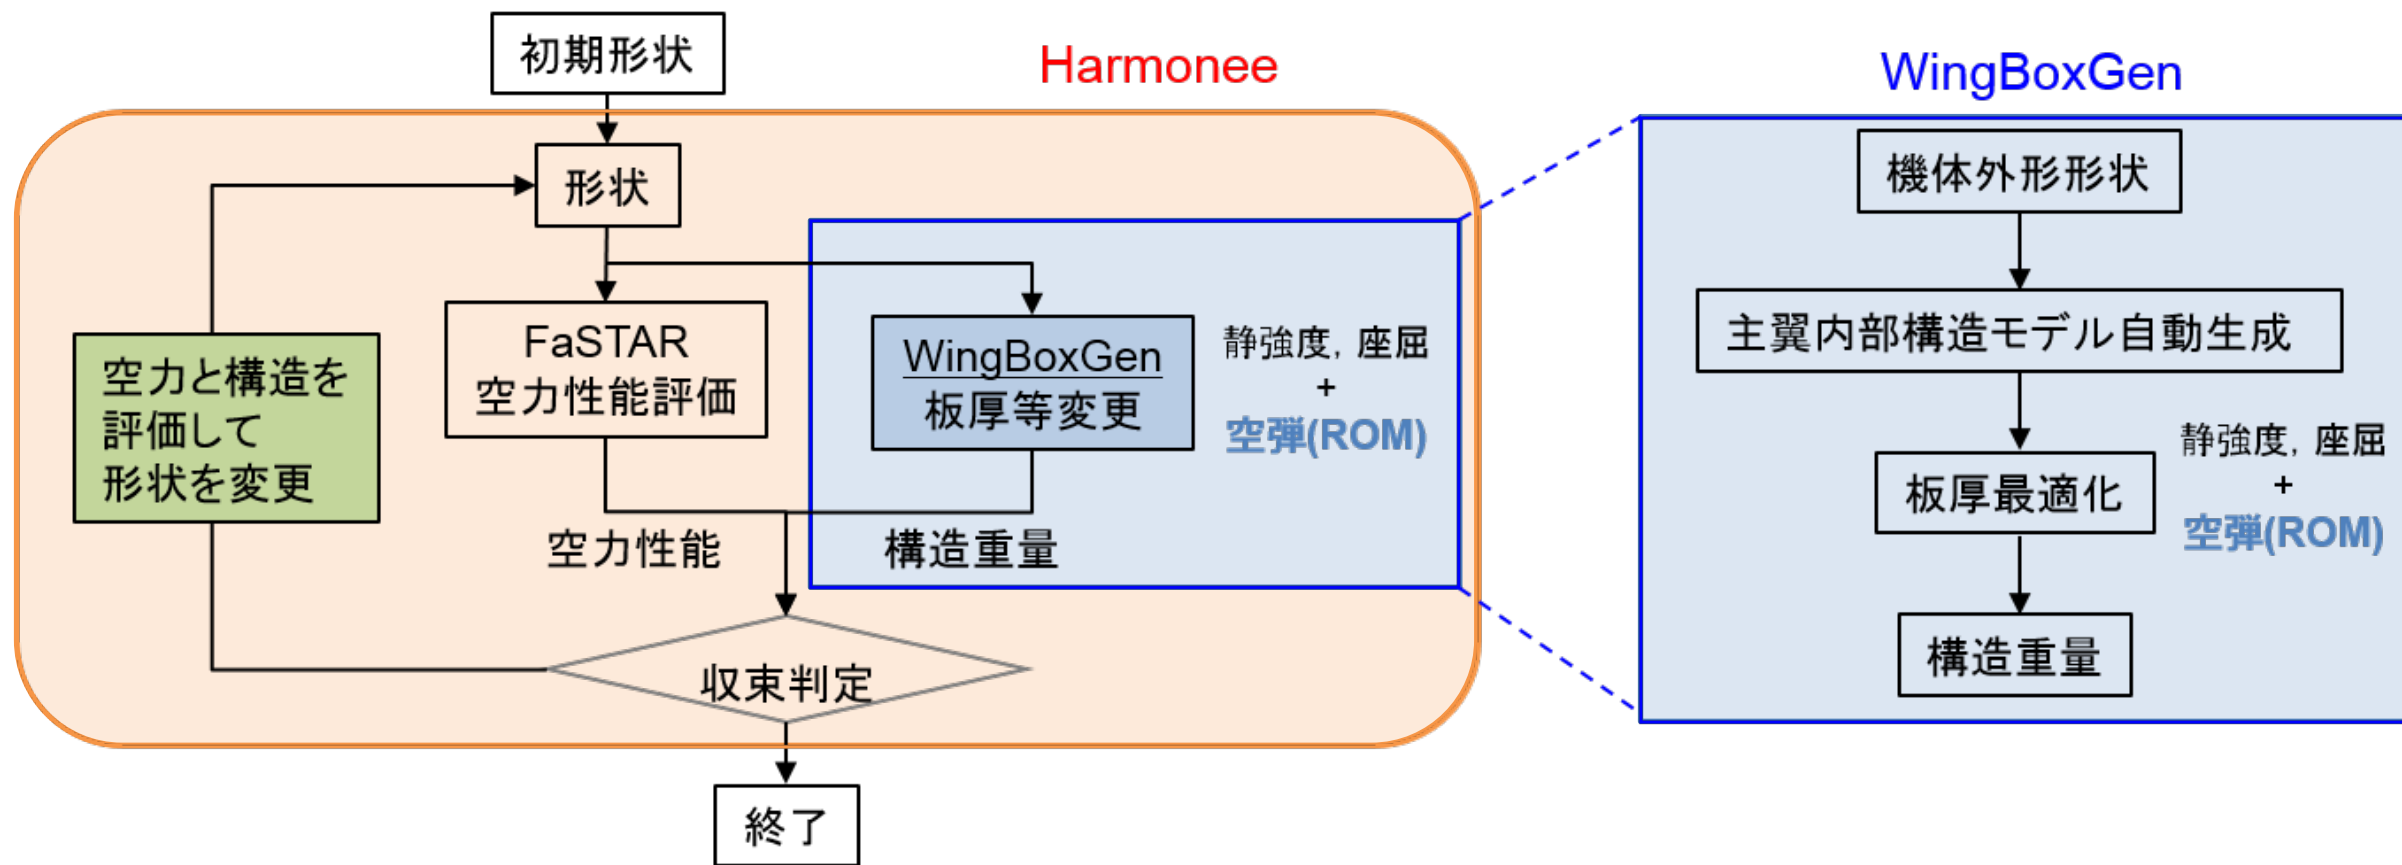 初期形状
Harmonee
形状
FaSTAR
空力性能評価
WingBoxGen
板厚等変更
静強度, 座屈
+
空弾(ROM)
空力と構造を
評価して
形状を変更
空力性能
構造重量
収束判定
終了
WingBoxGen
機体外形形状
主翼内部構造モデル自動生成
板厚最適化
静強度, 座屈
+
空弾(ROM)
構造重量